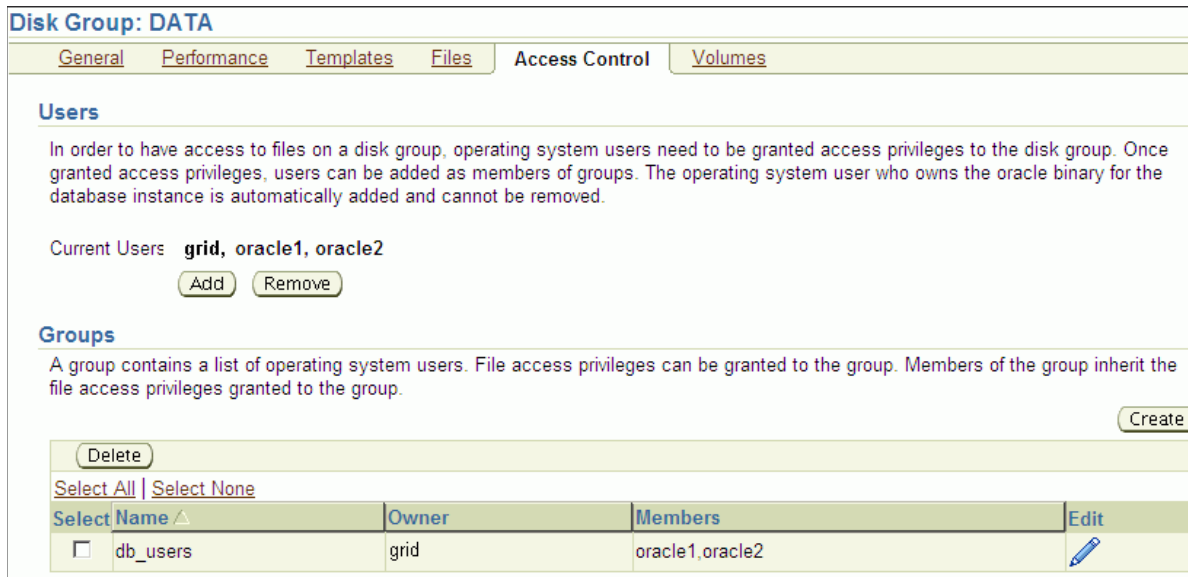 Disk Group: DATA
General Performance Templates Files Access Control Volumes
Users
In order to have access to files on a disk group, operating system users need to be granted access privileges to the disk group. Once
granted access privileges, users can be added as members of groups. The operating system user who owns the oracle binary for the
database instance is automatically added and cannot be removed.
Current Users grid, oracle1, oracle2
Add Remove
Groups
A group contains a list of operating system users. File access privileges can be granted to the group. Members of the group inherit the
file access privileges granted to the group.
Create
Delete
Select All | Select None
Select Name Owner Members Edit
db_users grid oracle1,oracle2